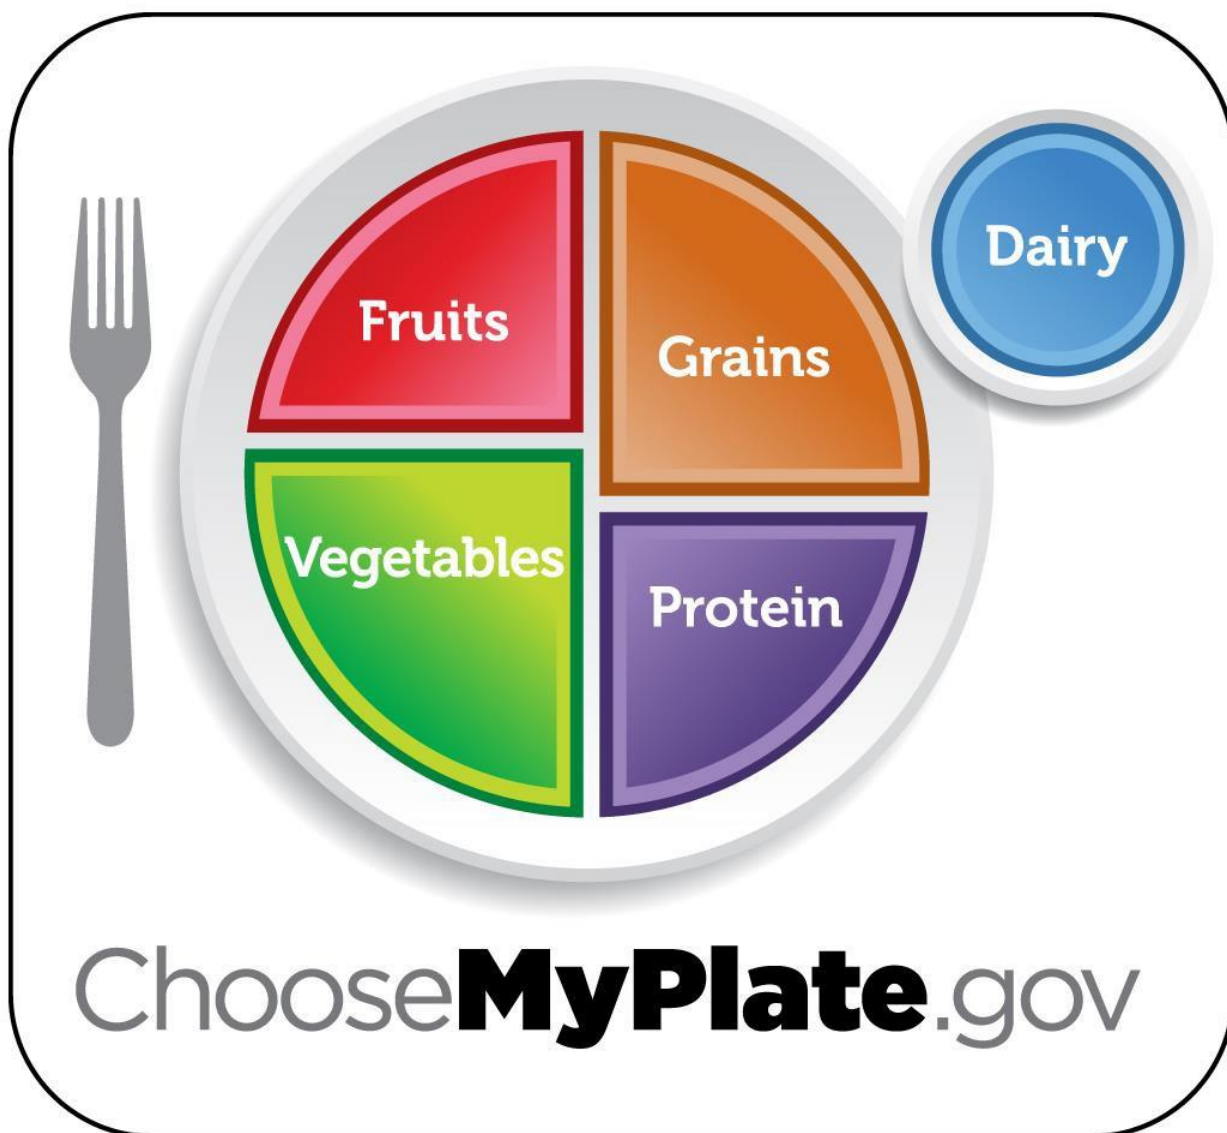 Fruits
Grains
Dairy
Vegetables
Protein
ChooseMyPlate.gov